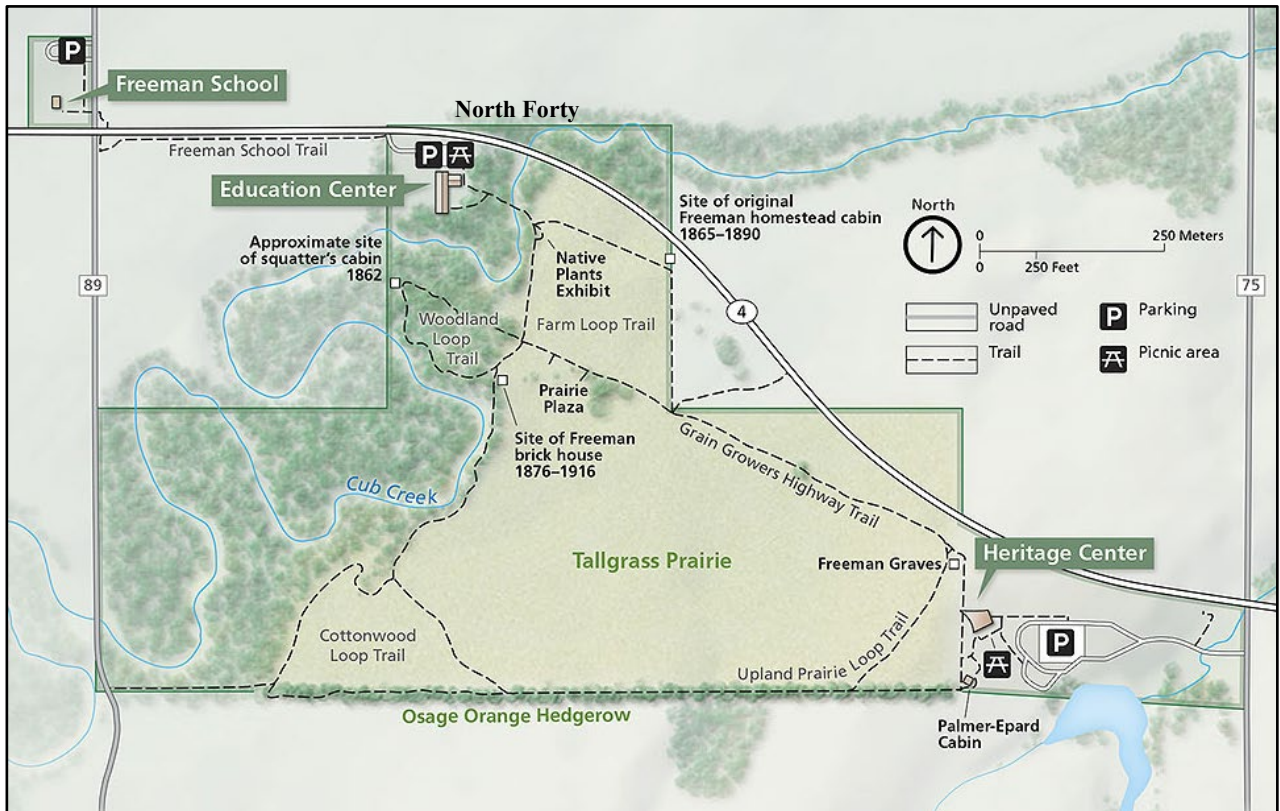 P
Freeman School
North Forty
Freeman School Trail
P
Education Center
Site of original
Freeman homestead cabin
1865–1890
North
0
250 Meters
0
250 Feet
Approximate site
of squatter's cabin
1862
Native
Plants
Exhibit
89
75
4
Unpaved
road
P
Parking
Trail
Picnic area
Woodland
Loop
Trail
Farm Loop Trail
Prairie
Plaza
Site of Freeman
brick house
1876–1916
Grain Growers Highway Trail
Cub Creek
Tallgrass Prairie
Freeman Graves
Heritage Center
Cottonwood
Loop Trail
Upland Prairie Loop Trail
P
Osage Orange Hedgerow
Palmer-Epard
Cabin